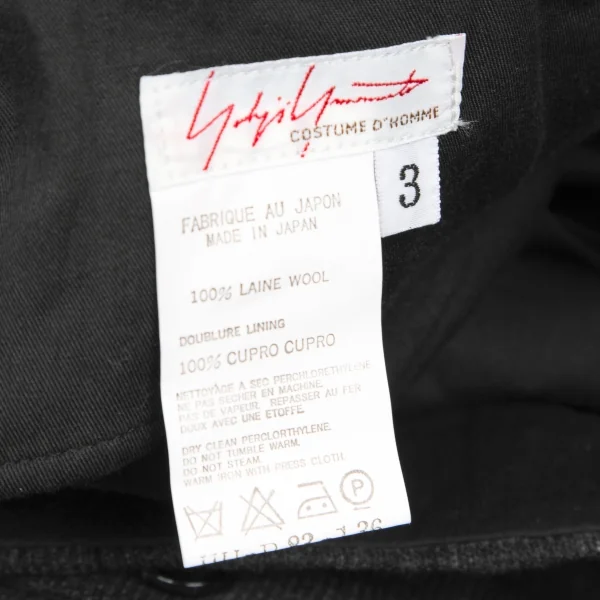 Yohji Yamamoto
COSTUME D'HOMME
3
FABRIQUE AU JAPON
MADE IN JAPAN
100% LAINE WOOL
DOUBLURE LINING
100% CUPRO CUPRO
NETTOYAGE A SEC PERCHLORETHYLENE
NE PAS SECHER EN MACHINE.
PAS DE VAPEUR. REPASSER AU FER
DOUX AVEC UNE ETOFFE.
DRY CLEAN PERCLORTHYLENE.
DO NOT TUMBLE WARM.
DO NOT STEAM.
WARM IRON WITH PRESS CLOTH.
P